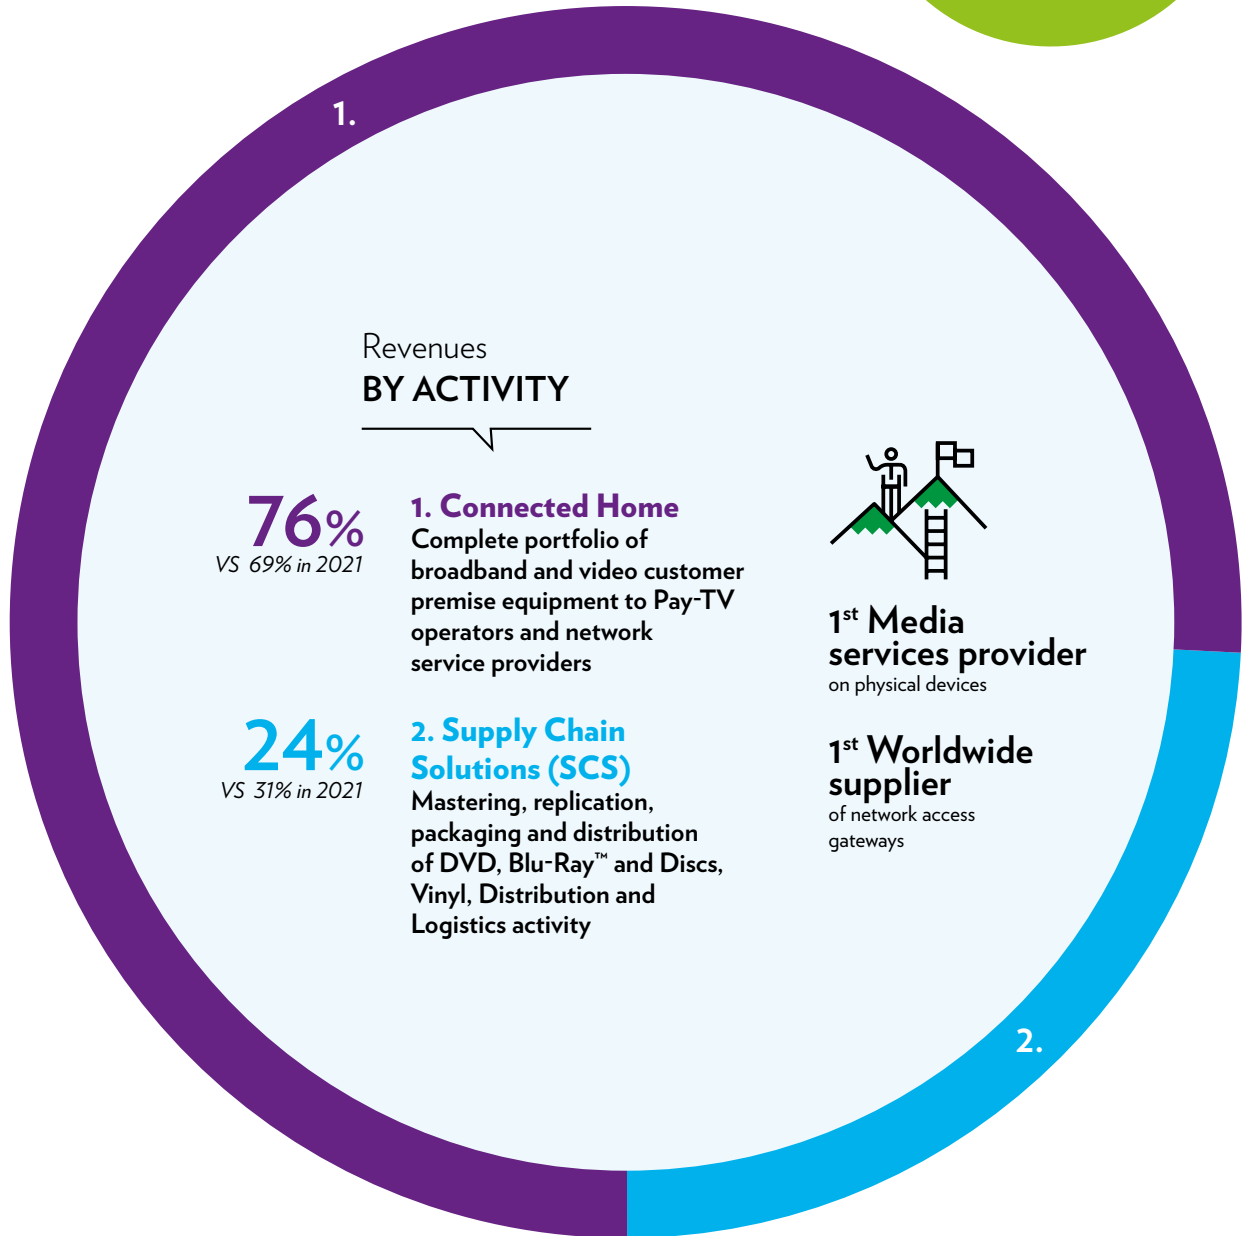 1.
Revenues
BY ACTIVITY
76%
VS 69% in 2021
1. Connected Home
Complete portfolio of
broadband and video customer
premise equipment to Pay-TV
operators and network
service providers
24%
VS 31% in 2021
2. Supply Chain
Solutions (SCS)
Mastering, replication,
packaging and distribution
of DVD, Blu-Ray™ and Discs,
Vinyl, Distribution and
Logistics activity
1st Media
services provider
on physical devices
1st Worldwide
supplier
of network access
gateways
2.